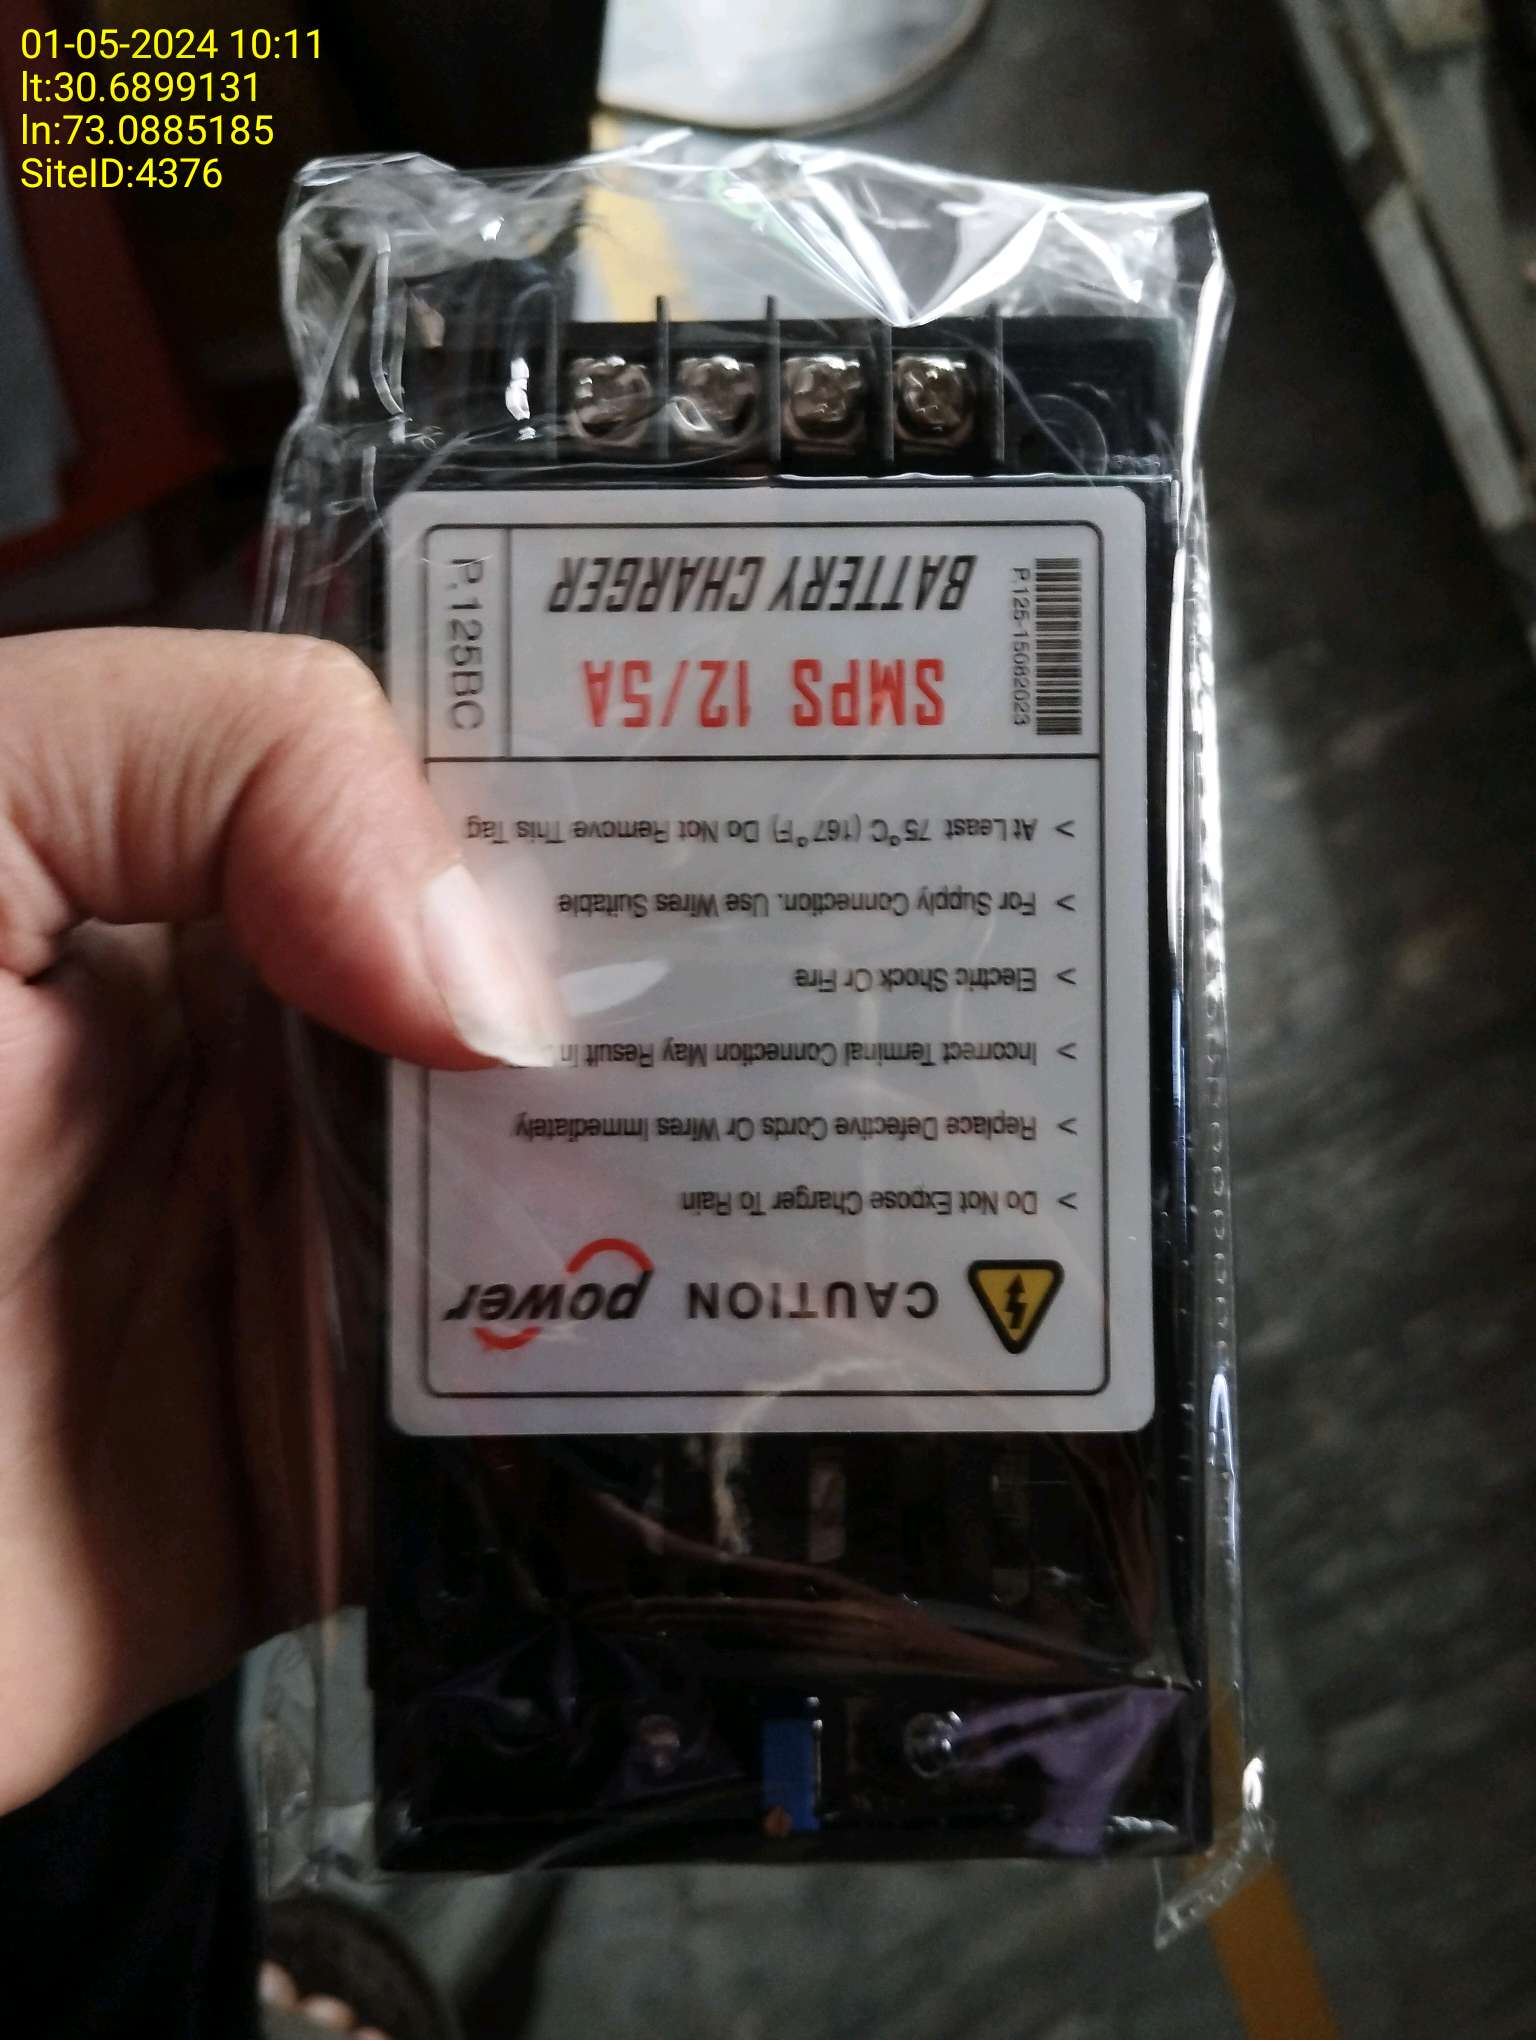 01-05-2024 10:11
lt:30.6899131
ln:73.0885185
SiteID:4376
CAUTION power
> Do Not Expose Charger To Rain
> Replace Defective Cords Or Wires Immediately
> Incorrect Terminal Connection May Result In
> Electric Shock Or Fire
> For Supply Connection. Use Wires Suitable
> At Least 75°C (167°F) Do Not Remove This Tag
P.125-15082023
SMPS 12/5A
BATTERY CHARGER
P.125BC